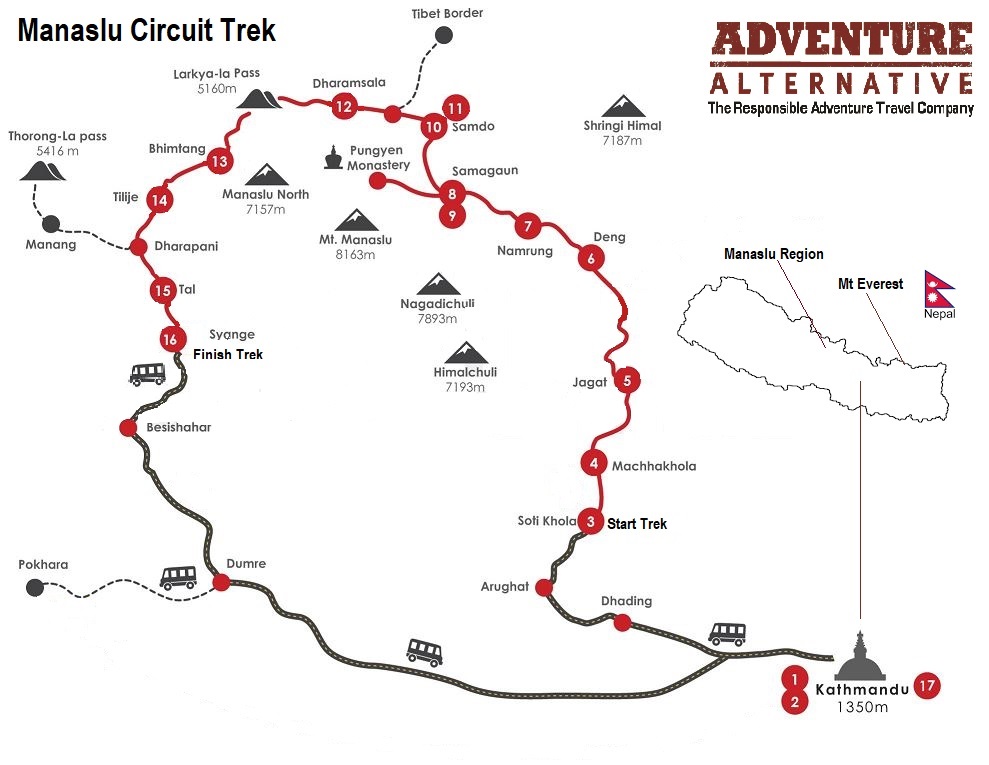 Manaslu Circuit Trek
ADVENTURE
ALTERNATIVE
The Responsible Adventure Travel Company
Tibet Border
Larkya-la Pass
5160m
Dharamsala
12
11
10
Samdo
Shringi Himal
7187m
Thorong-La pass
5416 m
Bhimtang
13
Pungyen
Monastery
Samagaun
8
9
Manaslu North
7157m
Tilije
14
Mt. Manaslu
8163m
7
Namrung
Deng
6
Manang
Dharapani
Manaslu Region
Mt Everest
Nepal
15
Tal
Nagadichuli
7893m
16
Syange
Finish Trek
Himalchuli
7193m
Jagat
5
Besishahar
4
Machhakhola
Soti Khola
3
Start Trek
Pokhara
Dumre
Arughat
Dhading
1
2
Kathmandu
1350m
17